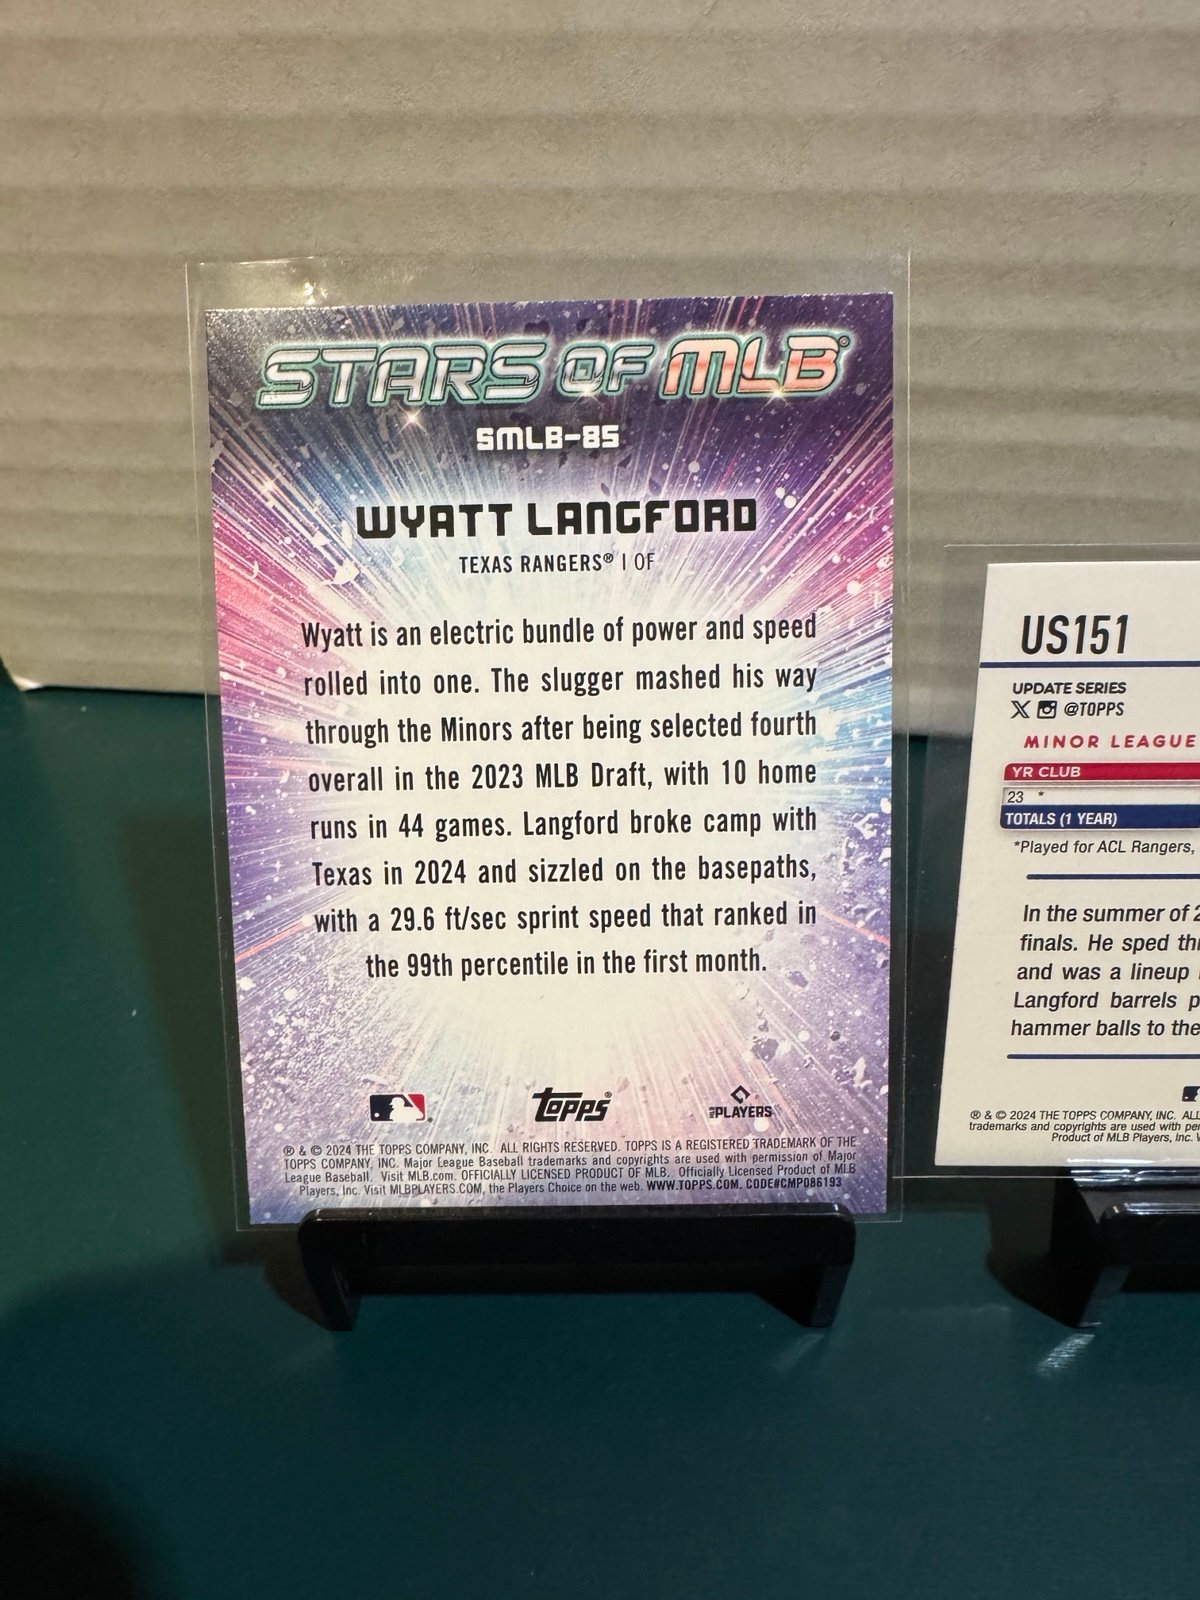 STARS OF MLB®
SMLB-85
WYATT LANGFORD
TEXAS RANGERS® | OF
Wyatt is an electric bundle of power and speed
rolled into one. The slugger mashed his way
through the Minors after being selected fourth
overall in the 2023 MLB Draft, with 10 home
runs in 44 games. Langford broke camp with
Texas in 2024 and sizzled on the basepaths,
with a 29.6 ft/sec sprint speed that ranked in
the 99th percentile in the first month.
topps®
PLAYERS
® & © 2024 THE TOPPS COMPANY, INC. ALL RIGHTS RESERVED. TOPPS IS A REGISTERED TRADEMARK OF THE
TOPPS COMPANY, INC. Major League Baseball trademarks and copyrights are used with permission of Major
League Baseball. Visit MLB.com. OFFICIALLY LICENSED PRODUCT OF MLB. Officially Licensed Product of MLB
Players, Inc. Visit MLBPLAYERS.COM, the Players Choice on the web. WWW.TOPPS.COM. CODE#CMP086193
US151
UPDATE SERIES
X @TOPPS
MINOR LEAGUE
YR CLUB
23 *
TOTALS (1 YEAR)
*Played for ACL Rangers,
In the summer of 2
finals. He sped
and was a lineup
Langford barrels
hammer balls to the
® & © 2024 THE TOPPS COMPANY, INC.
trademarks and copyrights are used with
Product of MLB Players, Inc.